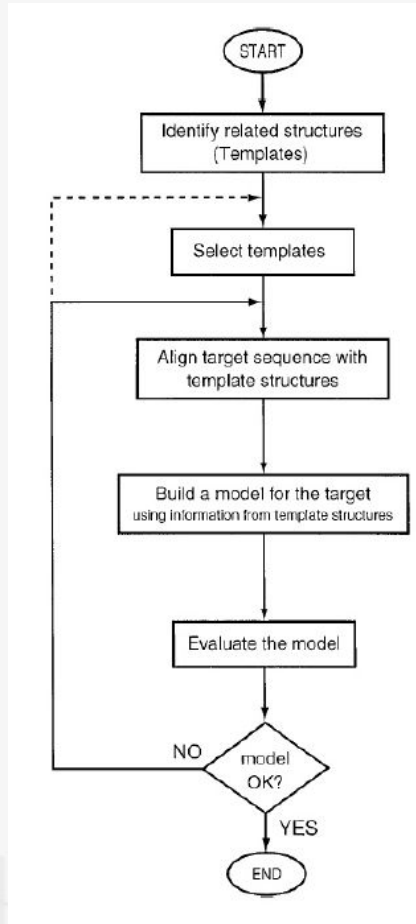 START
Identify related structures
(Templates)
Select templates
Align target sequence with
template structures
Build a model for the target
using information from template structures
Evaluate the model
NO
model
OK?
YES
END